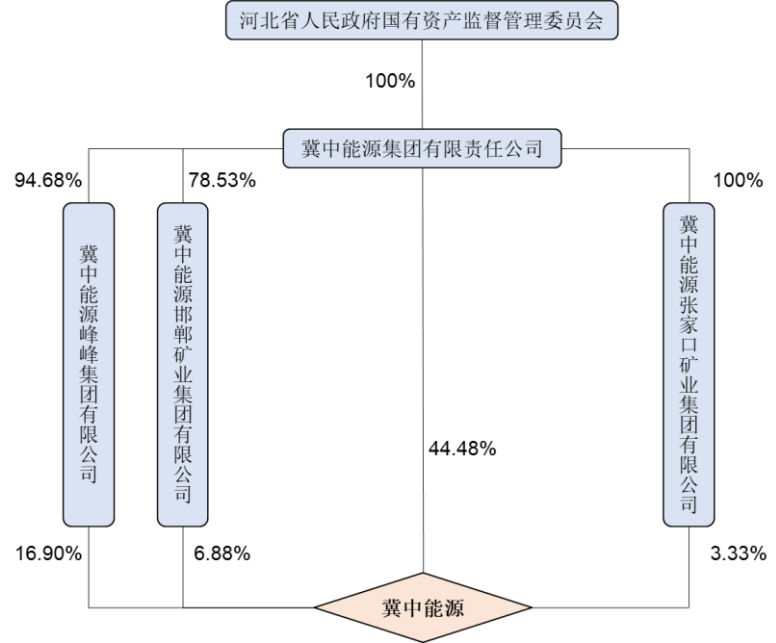 河北省人民政府国有资产监督管理委员会
100%
冀中能源集团有限责任公司
94.68%
78.53%
100%
冀中能源峰峰集团有限公司
冀中能源邯郸矿业集团有限公司
冀中能源张家口矿业集团有限公司
44.48%
16.90%
6.88%
3.33%
冀中能源